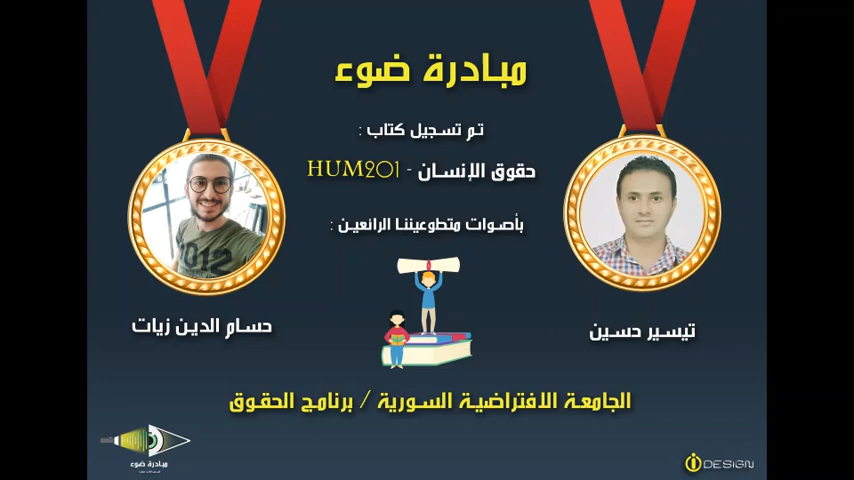 مبادرة ضوء
تم تسجيل كتاب :
حقوق الإنسان - HUM201
بأصوات متطوعيننا الرائعين :
حسام الدين زيات
تيسير حسين
الجامعة الافتراضية السورية / برنامج الحقوق
مبادرة ضوء
i DESIGN
2012